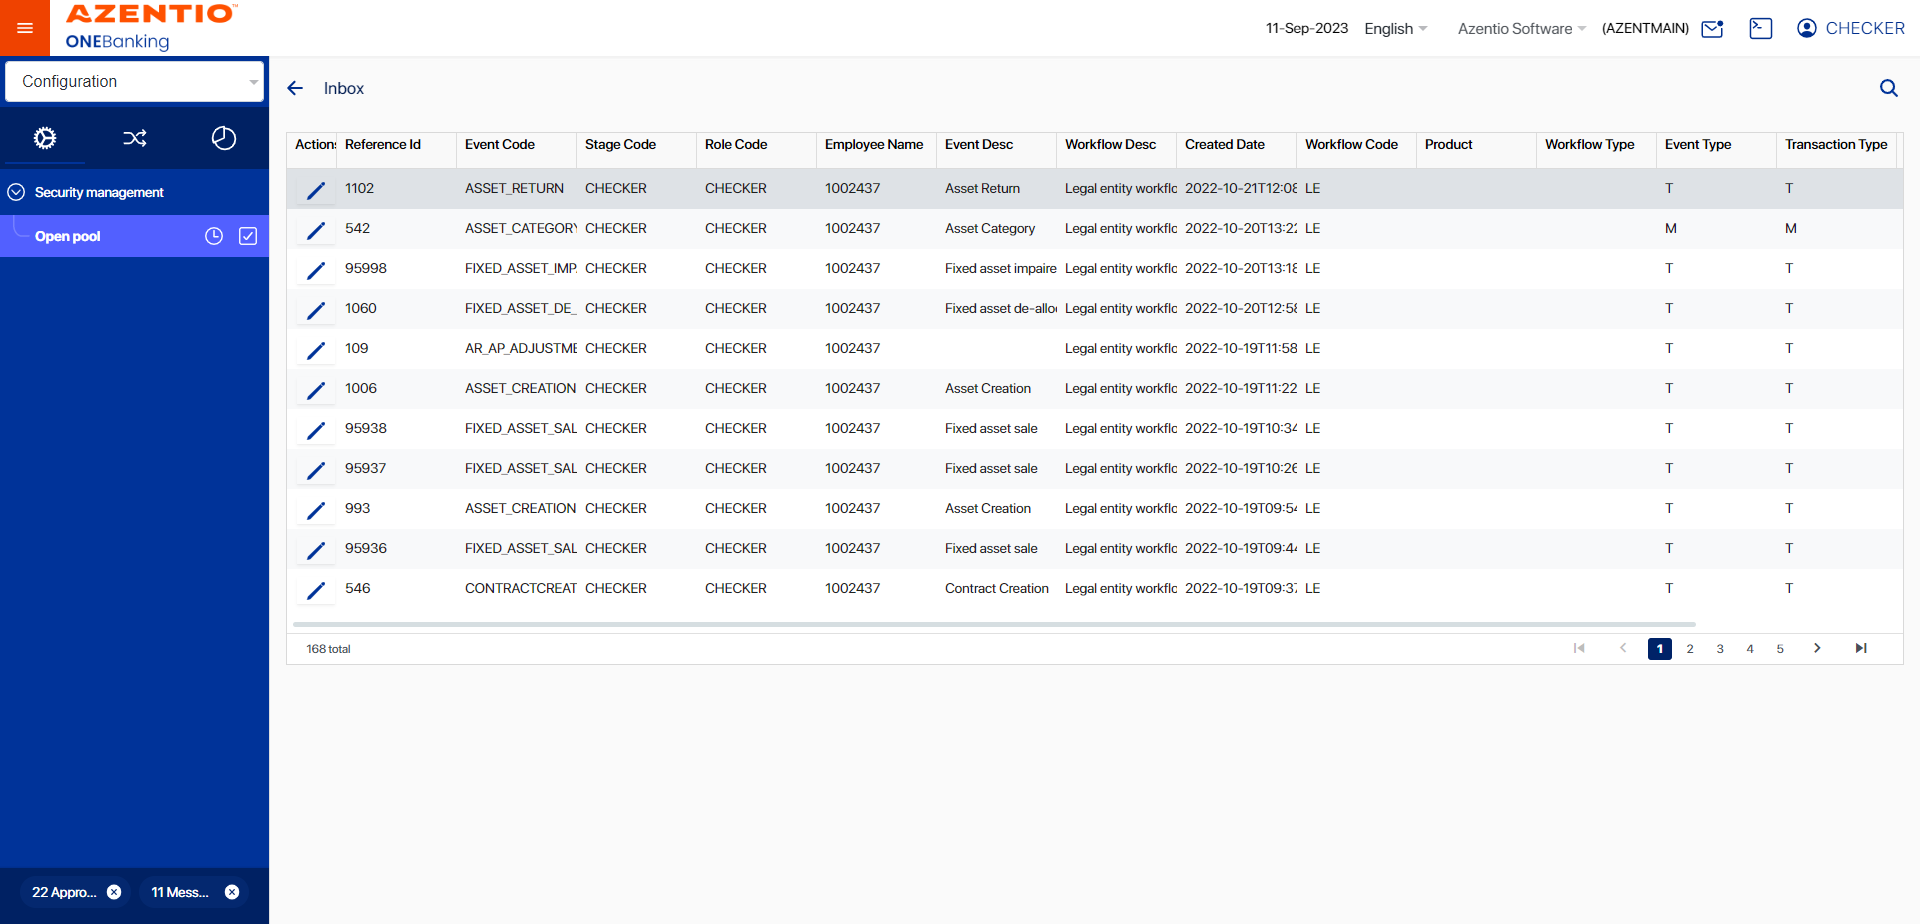 AZENTIO™
ONEBanking
11-Sep-2023 English Azentio Software (AZENTMAIN) CHECKER
Configuration
Security management
Open pool
22 Appro...
11 Mess...
Inbox
Actions Reference Id Event Code Stage Code Role Code Employee Name Event Desc Workflow Desc Created Date Workflow Code Product Workflow Type Event Type Transaction Type
1102 ASSET_RETURN CHECKER CHECKER 1002437 Asset Return Legal entity workflo 2022-10-21T12:08 LE T T
542 ASSET_CATEGORY CHECKER CHECKER 1002437 Asset Category Legal entity workflo 2022-10-20T13:22 LE M M
95998 FIXED_ASSET_IMP CHECKER CHECKER 1002437 Fixed asset impaire Legal entity workflo 2022-10-20T13:18 LE T T
1060 FIXED_ASSET_DE_ CHECKER CHECKER 1002437 Fixed asset de-allo Legal entity workflo 2022-10-20T12:58 LE T T
109 AR_AP_ADJUSTME CHECKER CHECKER 1002437 Legal entity workflo 2022-10-19T11:58 LE T T
1006 ASSET_CREATION CHECKER CHECKER 1002437 Asset Creation Legal entity workflo 2022-10-19T11:22 LE T T
95938 FIXED_ASSET_SAL CHECKER CHECKER 1002437 Fixed asset sale Legal entity workflo 2022-10-19T10:34 LE T T
95937 FIXED_ASSET_SAL CHECKER CHECKER 1002437 Fixed asset sale Legal entity workflo 2022-10-19T10:26 LE T T
993 ASSET_CREATION CHECKER CHECKER 1002437 Asset Creation Legal entity workflo 2022-10-19T09:54 LE T T
95936 FIXED_ASSET_SAL CHECKER CHECKER 1002437 Fixed asset sale Legal entity workflo 2022-10-19T09:44 LE T T
546 CONTRACTCREAT CHECKER CHECKER 1002437 Contract Creation Legal entity workflo 2022-10-19T09:37 LE T T
168 total 1 2 3 4 5